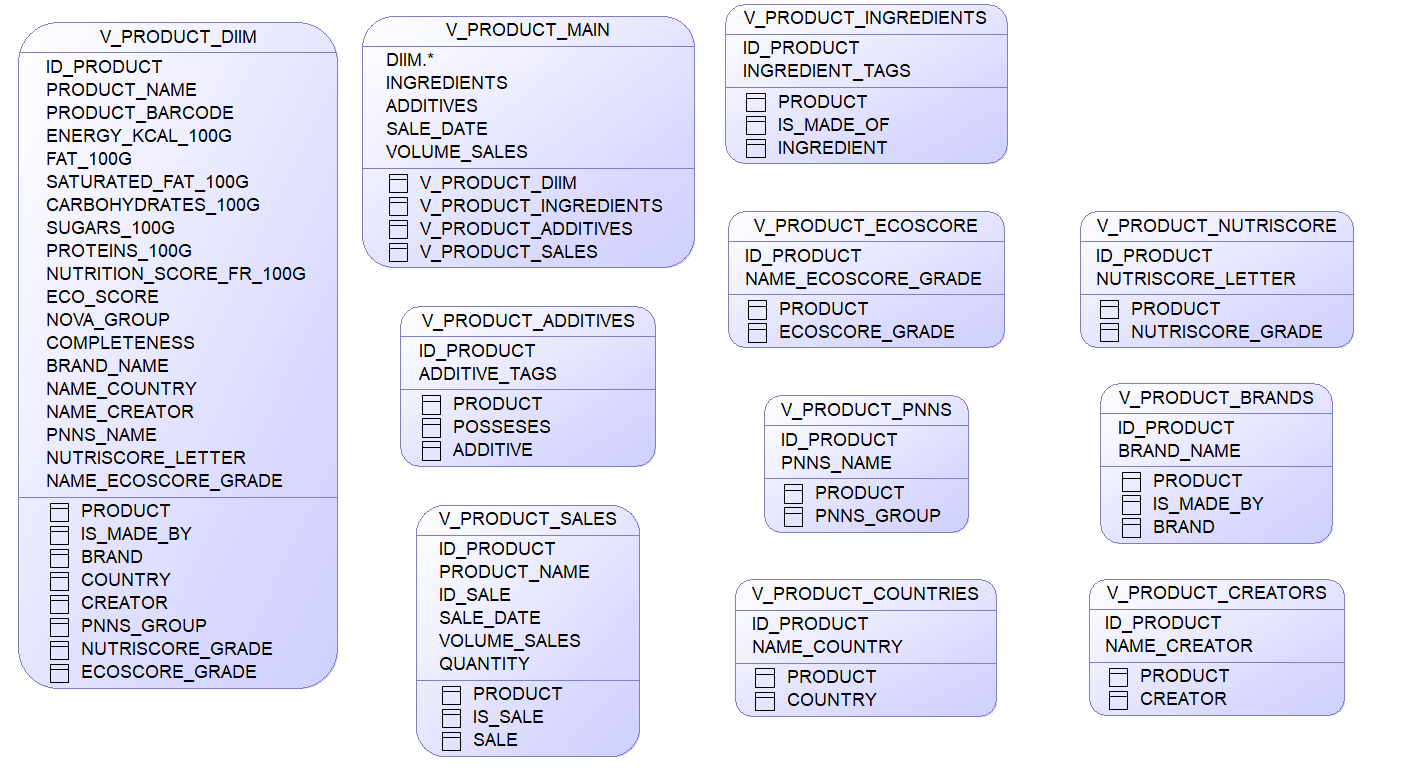 V_PRODUCT_DIIM
ID_PRODUCT
PRODUCT_NAME
PRODUCT_BARCODE
ENERGY_KCAL_100G
FAT_100G
SATURATED_FAT_100G
CARBOHYDRATES_100G
SUGARS_100G
PROTEINS_100G
NUTRITION_SCORE_FR_100G
ECO_SCORE
NOVA_GROUP
COMPLETENESS
BRAND_NAME
NAME_COUNTRY
NAME_CREATOR
PNNS_NAME
NUTRISCORE_LETTER
NAME_ECOSCORE_GRADE
PRODUCT
IS_MADE_BY
BRAND
COUNTRY
CREATOR
PNNS_GROUP
NUTRISCORE_GRADE
ECOSCORE_GRADE
V_PRODUCT_MAIN
DIIM.*
INGREDIENTS
ADDITIVES
SALE_DATE
VOLUME_SALES
V_PRODUCT_DIIM
V_PRODUCT_INGREDIENTS
V_PRODUCT_ADDITIVES
V_PRODUCT_SALES
V_PRODUCT_ADDITIVES
ID_PRODUCT
ADDITIVE_TAGS
PRODUCT
POSSESES
ADDITIVE
V_PRODUCT_SALES
ID_PRODUCT
PRODUCT_NAME
ID_SALE
SALE_DATE
VOLUME_SALES
QUANTITY
PRODUCT
IS_SALE
SALE
V_PRODUCT_INGREDIENTS
ID_PRODUCT
INGREDIENT_TAGS
PRODUCT
IS_MADE_OF
INGREDIENT
V_PRODUCT_ECOSCORE
ID_PRODUCT
NAME_ECOSCORE_GRADE
PRODUCT
ECOSCORE_GRADE
V_PRODUCT_PNNS
ID_PRODUCT
PNNS_NAME
PRODUCT
PNNS_GROUP
V_PRODUCT_COUNTRIES
ID_PRODUCT
NAME_COUNTRY
PRODUCT
COUNTRY
V_PRODUCT_NUTRISCORE
ID_PRODUCT
NUTRISCORE_LETTER
PRODUCT
NUTRISCORE_GRADE
V_PRODUCT_BRANDS
ID_PRODUCT
BRAND_NAME
PRODUCT
IS_MADE_BY
BRAND
V_PRODUCT_CREATORS
ID_PRODUCT
NAME_CREATOR
PRODUCT
CREATOR